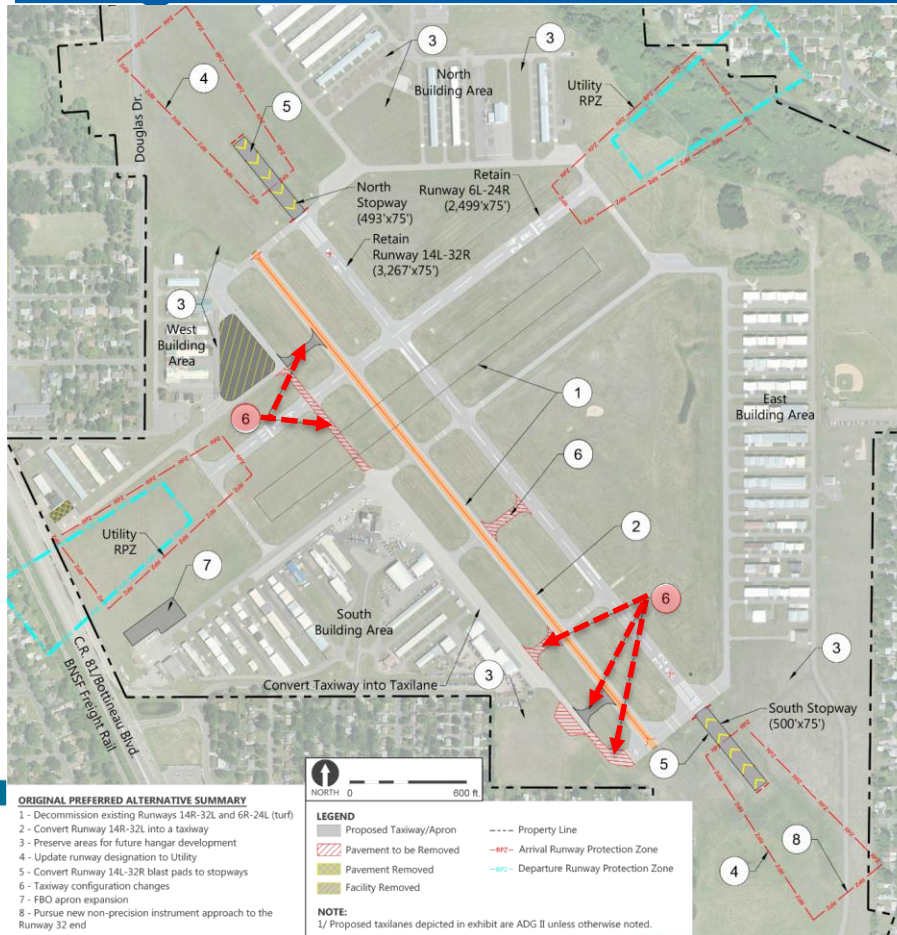 3
3
North
Building Area
4
5
Utility
RPZ
Douglas Dr.
Retain
Runway 6L-24R
(2,499'x75')
North
Stopway
(493'x75')
Retain
Runway 14L-32R
(3,267'x75')
3
West
Building
Area
1
East
Building Area
6
6
2
Utility
RPZ
7
South
Building Area
6
C.R. 81/Bottineau Blvd.
BNSF Freight Rail
Convert Taxiway into Taxilane
3
3
South Stopway
(500'x75')
5
4
8
NORTH
0
600 ft.
ORIGINAL PREFERRED ALTERNATIVE SUMMARY
1 - Decommission existing Runways 14R-32L and 6R-24L (turf)
2 - Convert Runway 14R-32L into a taxiway
3 - Preserve areas for future hangar development
4 - Update runway designation to Utility
5 - Convert Runway 14L-32R blast pads to stopways
6 - Taxiway configuration changes
7 - FBO apron expansion
8 - Pursue new non-precision instrument approach to the
Runway 32 end
LEGEND
Proposed Taxiway/Apron
Pavement to be Removed
Pavement Removed
Facility Removed
Property Line
-RPZ- Arrival Runway Protection Zone
-RPZ- Departure Runway Protection Zone
NOTE:
1/ Proposed taxilanes depicted in exhibit are ADG II unless otherwise noted.